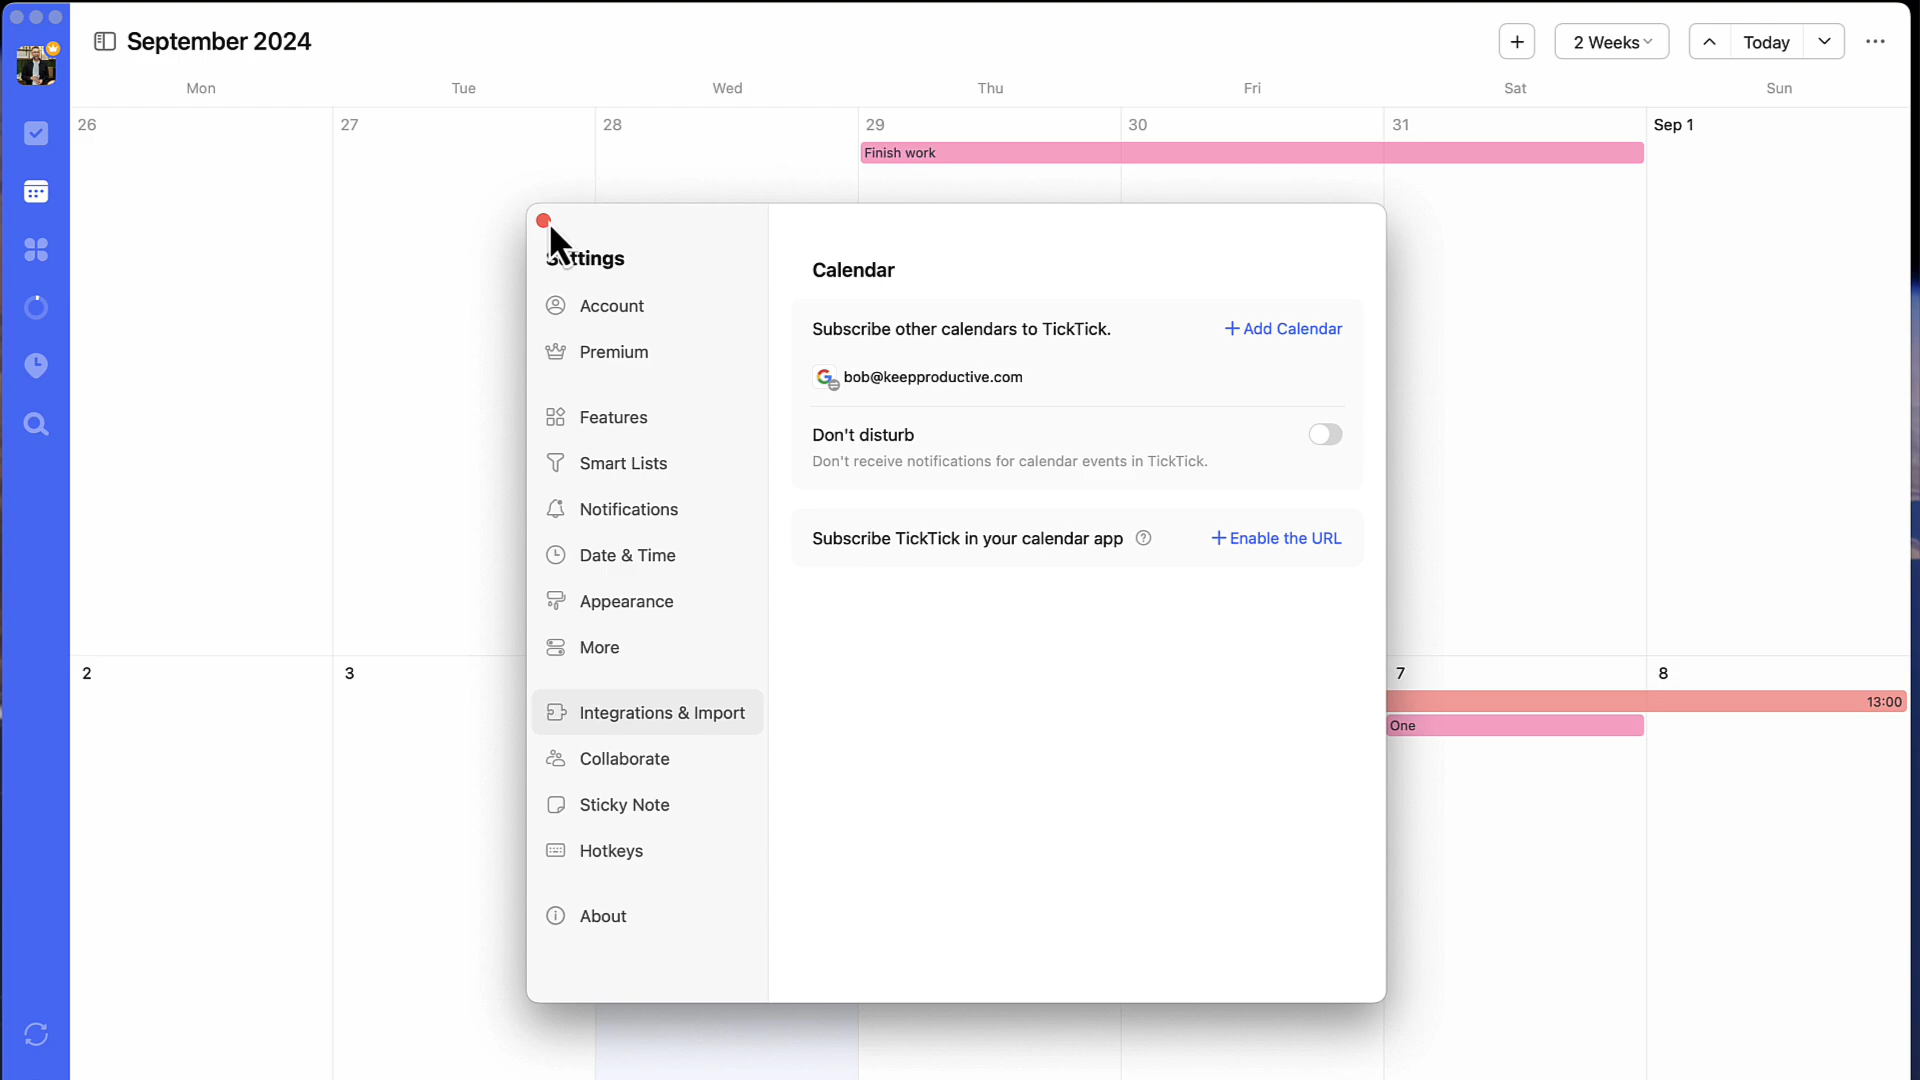 September 2024
2 Weeks
Today
Mon Tue Wed Thu Fri Sat Sun
26 27 28 29 30 31 Sep 1
Finish work
Settings
Account
Premium
Features
Smart Lists
Notifications
Date & Time
Appearance
More
Integrations & Import
Collaborate
Sticky Note
Hotkeys
About
Calendar
Subscribe other calendars to TickTick. + Add Calendar
bob@keepproductive.com
Don't disturb
Don't receive notifications for calendar events in TickTick.
Subscribe TickTick in your calendar app ? + Enable the URL
2 3 7 8
13:00
One